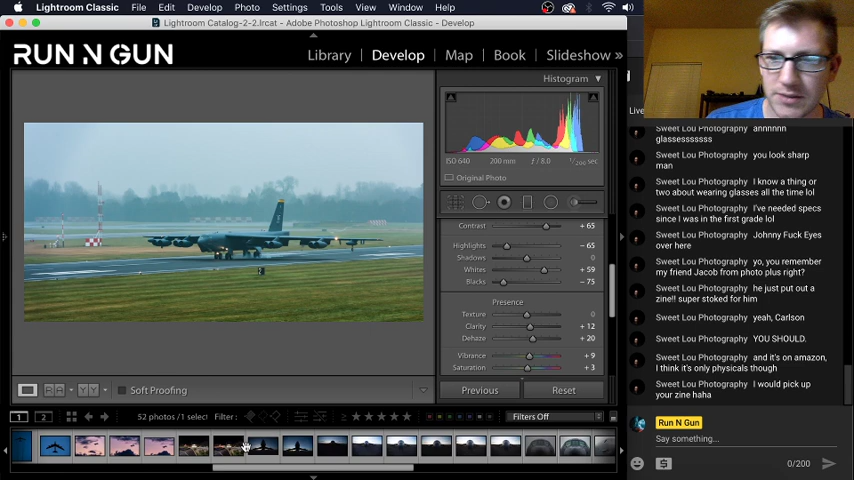 Lightroom Classic File Edit Develop Photo Settings Tools View Window Help
Lightroom Catalog-2-2.lrcat - Adobe Photoshop Lightroom Classic - Develop
RUN N GUN
Library | Develop | Map | Book | Slideshow »
Histogram ▼
ISO 640 200 mm ƒ / 8.0 1/200 sec
Original Photo
Contrast + 65
Highlights - 65
Shadows 0
Whites + 59
Blacks - 75
Presence
Texture 0
Clarity + 12
Dehaze + 20
Vibrance + 9
Saturation + 3
Soft Proofing
Previous Reset
1 2 52 photos /1 select Filter: Filters Off
Live
Sweet Lou Photography annnnnn
glassesssssss
Sweet Lou Photography you look sharp
man
Sweet Lou Photography I know a thing or
two about wearing glasses all the time lol
Sweet Lou Photography I've needed specs
since I was in the first grade lol
Sweet Lou Photography Johnny Fuck Eyes
over here
Sweet Lou Photography yo, you remember
my friend Jacob from photo plus right?
Sweet Lou Photography he just put out a
zine!! super stoked for him
Sweet Lou Photography yeah, Carlson
Sweet Lou Photography YOU SHOULD.
Sweet Lou Photography and it's on amazon,
I think it's only physicals though
Sweet Lou Photography I would pick up
your zine haha
Run N Gun
Say something...
0/200